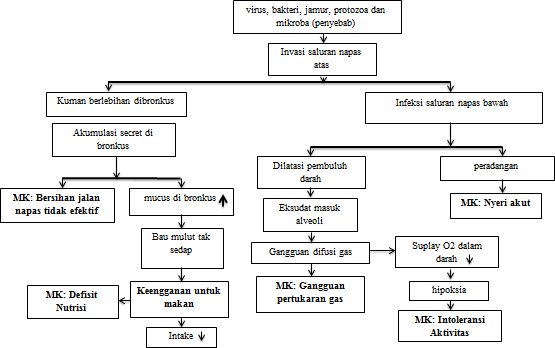 virus, bakteri, jamur, protozoa dan
mikroba (penyebab)
Invasi saluran napas
atas
Kuman berlebihan dibronkus
Infeksi saluran napas bawah
Akumulasi secret di
bronkus
Dilatasi pembuluh
darah
peradangan
MK: Bersihan jalan
napas tidak efektif
mucus di bronkus
MK: Nyeri akut
Eksudat masuk
alveoli
Bau mulut tak
sedap
Gangguan difusi gas
Suplay O2 dalam
darah
MK: Defisit
Nutrisi
Keengganan untuk
makan
MK: Gangguan
pertukaran gas
hipoksia
Intake
MK: Intoleransi
Aktivitas